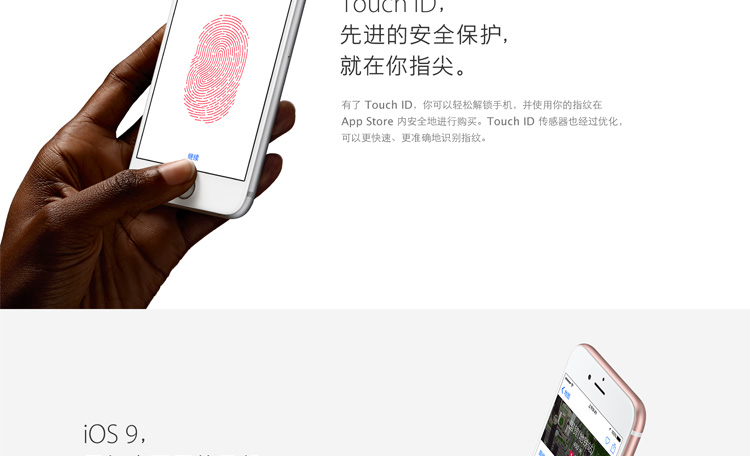 Touch ID，
先进的安全保护，
就在你指尖。
有了 Touch ID，你可以轻松解锁手机，并使用你的指纹在
App Store 内安全地进行购买。Touch ID 传感器也经过优化，
可以更快速、更准确地识别指纹。
继续
iOS 9，